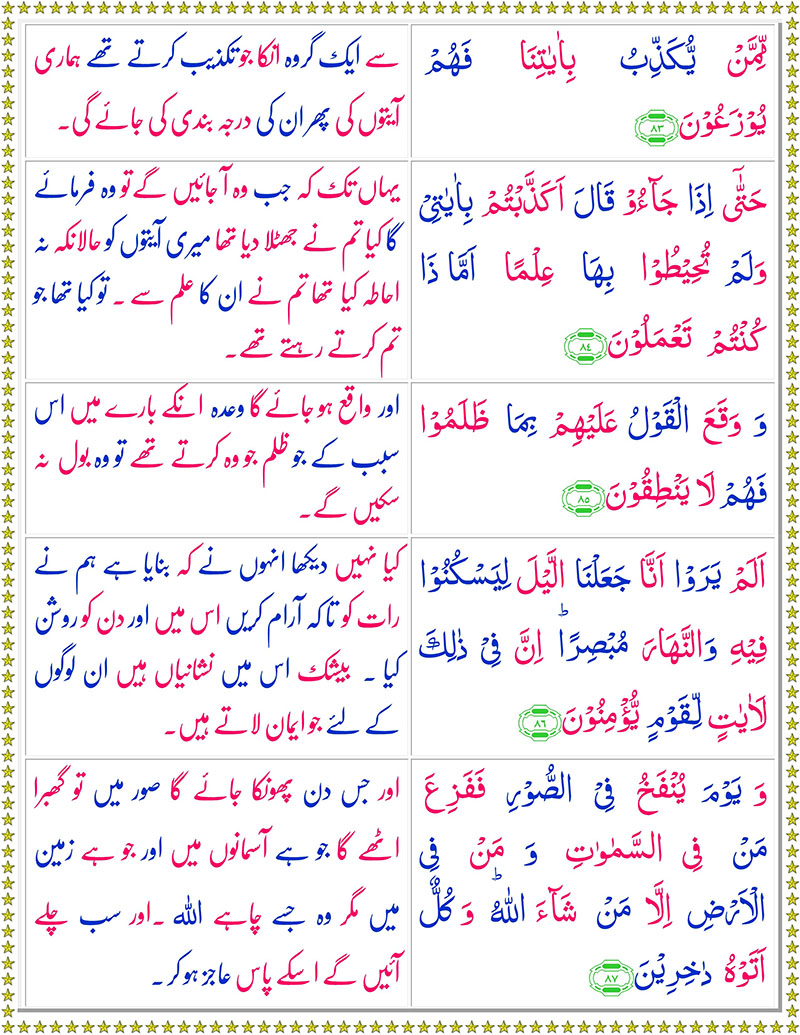 مِّمَّنۡ يُّكَذِّبُ بِاٰيٰتِنَا فَهُمۡ
يُوۡزَعُوۡنَ ۸۳
سے ایک گروہ انکا جو تکذیب کرتے تھے ہماری
آیتوں کی پھر ان کی درجہ بندی کی جائے گی۔
حَتّٰٓى اِذَا جَآءُوۡ قَالَ اَكَذَّبۡتُمۡ بِاٰيٰتِىۡ
وَلَمۡ تُحِيۡطُوۡا بِهَا عِلۡمًا اَمَّا ذَا
كُنۡتُمۡ تَعۡمَلُوۡنَ ۸۴
یہاں تک کہ جب وہ آ جائیں گے تو وہ فرمائے
گا کیا تم نے جھٹلا دیا تھا میری آیتوں کو حالانکہ نہ
احاطہ کیا تھا تم نے ان کا علم سے ۔ تو کیا تھا جو
تم کرتے رہتے تھے۔
وَ وَقَعَ الۡقَوۡلُ عَلَيۡهِمۡ بِمَا ظَلَمُوۡا
فَهُمۡ لَا يَنۡطِقُوۡنَ ۸۵
اور واقع ہو جائے گا وعدہ انکے بارے میں اس
سبب کے جو ظلم جو وہ کرتے تھے تو وہ بول نہ
سکیں گے۔
اَلَمۡ يَرَوۡا اَنَّا جَعَلۡنَا الَّيۡلَ لِيَسۡكُنُوۡا
فِيۡهِ وَالنَّهَارَ مُبۡصِرًا ؕ اِنَّ فِىۡ ذٰلِكَ
لَاٰيٰتٍ لِّقَوۡمٍ يُّؤۡمِنُوۡنَ ۸۶
کیا نہیں دیکھا انہوں نے کہ بنایا ہے ہم نے
رات کو تاکہ آرام کریں اس میں اور دن کو روشن
کیا ۔ بیشک اس میں نشانیاں ہیں ان لوگوں
کے لئے جو ایمان لاتے ہیں۔
وَ يَوۡمَ يُنۡفَخُ فِىۡ الصُّوۡرِ فَفَزِعَ
مَنۡ فِى السَّمٰوٰتِ وَ مَنۡ فِى
الۡاَرۡضِ اِلَّا مَنۡ شَآءَ اللّٰهُ ؕ وَ كُلٌّ
اَتَوۡهُ دٰخِرِيۡنَ ۸۷
اور جس دن پھونکا جائے گا صور میں تو گھبرا
اٹھے گا جو ہے آسمانوں میں اور جو ہے زمین
میں مگر وہ جسے چاہے اللہ ۔ اور سب چلے
آئیں گے اسکے پاس عاجز ہو کر ۔